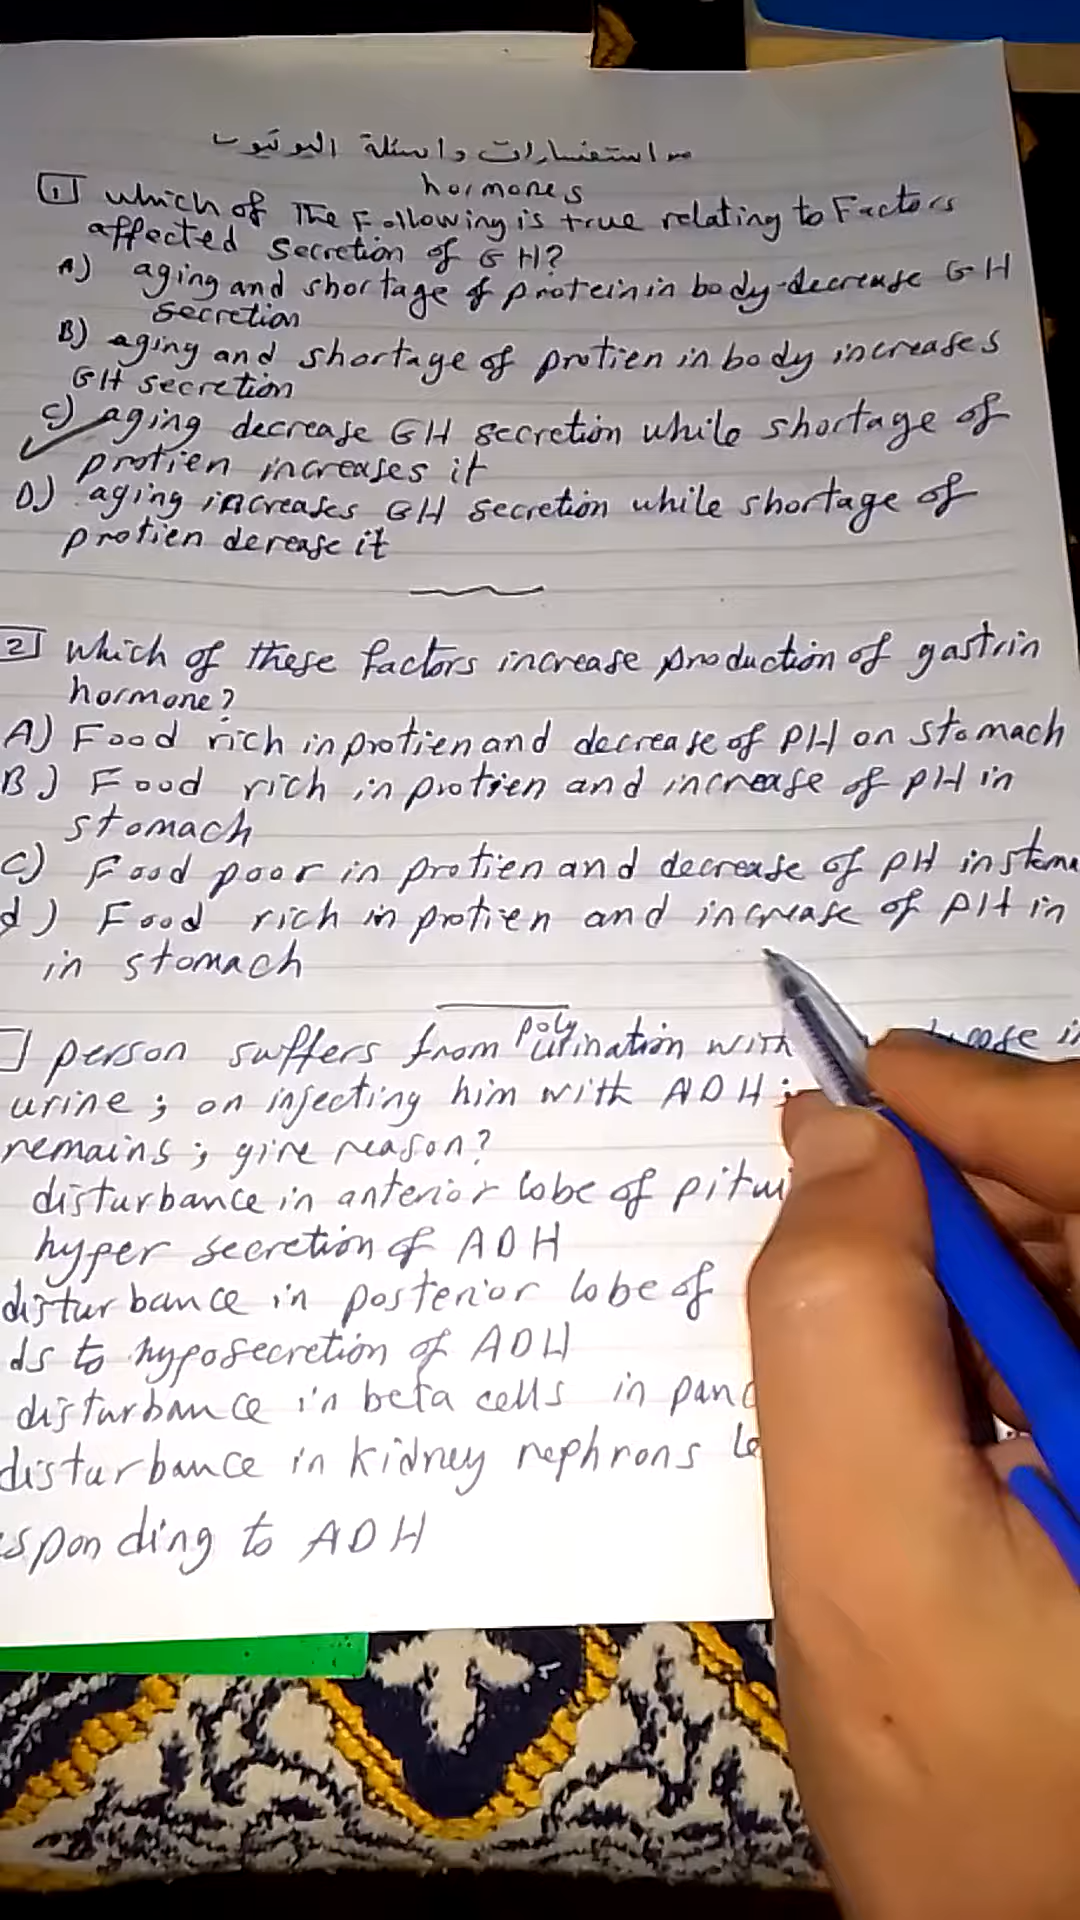 استفسارات واسئلة اليوتيوب
hormones
1 which of The Following is true relating to Factors
affected secretion of GH?
A) aging and shortage of protein in body decrease GH
secretion
B) aging and shortage of protien in body increases
GH secretion
C) aging decrease GH secretion while shortage of
protien increases it
D) aging increases GH secretion while shortage of
protien derease it
2 Which of these factors increase production of gastrin
hormone?
A) Food rich in protien and decrease of PH on stomach
B) Food rich in protien and increase of pH in
stomach
C) Food poor in protien and decrease of pH in stoma
d) Food rich in protien and increase of PH in
in stomach
person suffers from poly urination with
urine ; on injecting him with ADH ;
remains ; give reason?
disturbance in anterior lobe of pitui
hyper secretion of ADH
disturbance in posterior lobe of
ds to hyposecretion of ADH
disturbance in beta cells in panc
disturbance in kidney nephrons le
sponding to ADH